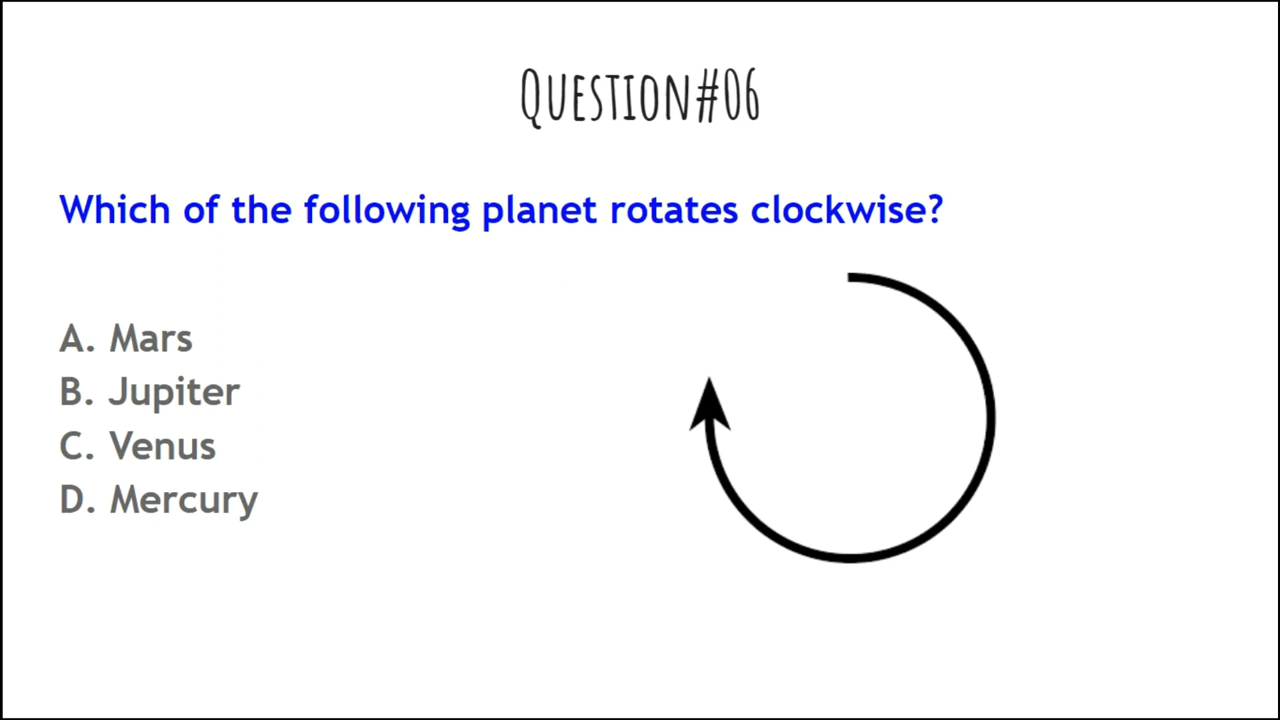 Question#06
Which of the following planet rotates clockwise?
A. Mars
B. Jupiter
C. Venus
D. Mercury